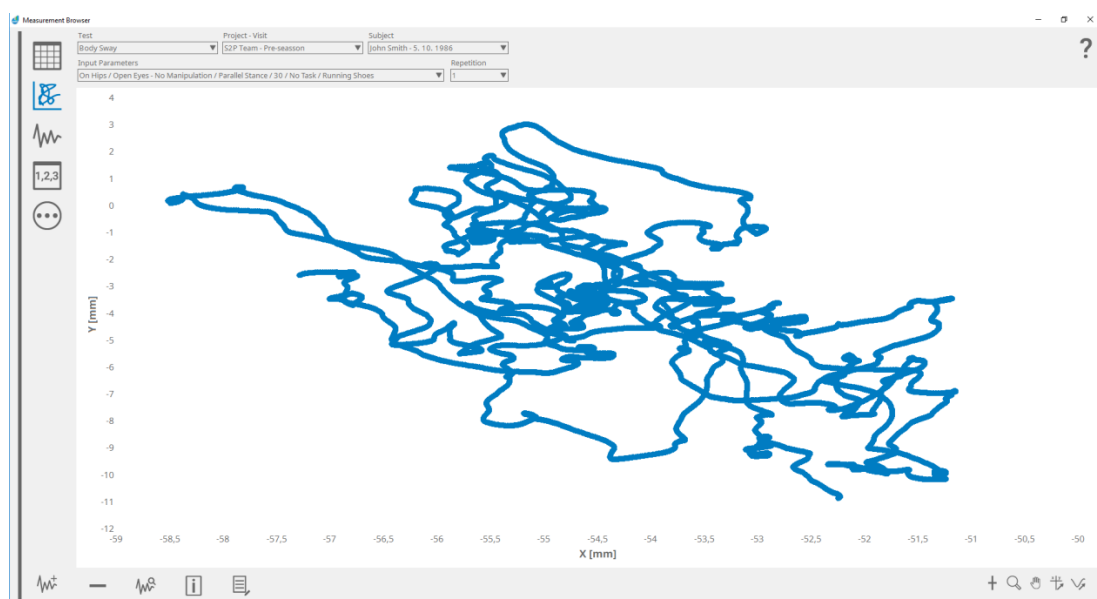 Measurement Browser
Test Project - Visit Subject
Body Sway S2P Team - Pre-season John Smith - 5. 10. 1986
Input Parameters Repetition
On Hips / Open Eyes - No Manipulation / Parallel Stance / 30 / No Task / Running Shoes 1
?
1,2,3
4
3
2
1
0
-1
-2
-3
-4
-5
-6
-7
-8
-9
-10
-11
-12
Y [mm]
-59 -58,5 -58 -57,5 -57 -56,5 -56 -55,5 -55 -54,5 -54 -53,5 -53 -52,5 -52 -51,5 -51 -50,5 -50
X [mm]